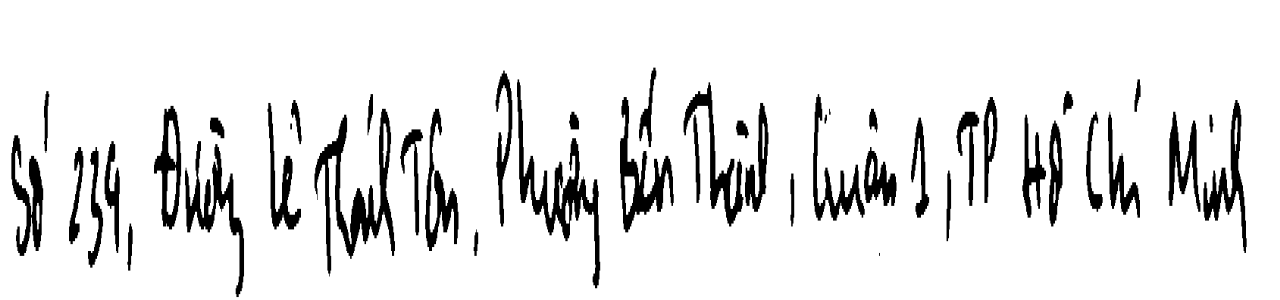 Số 234, Đường Lê Thánh Tôn, Phường Bến Thành, Quận 1, TP Hồ Chí Minh